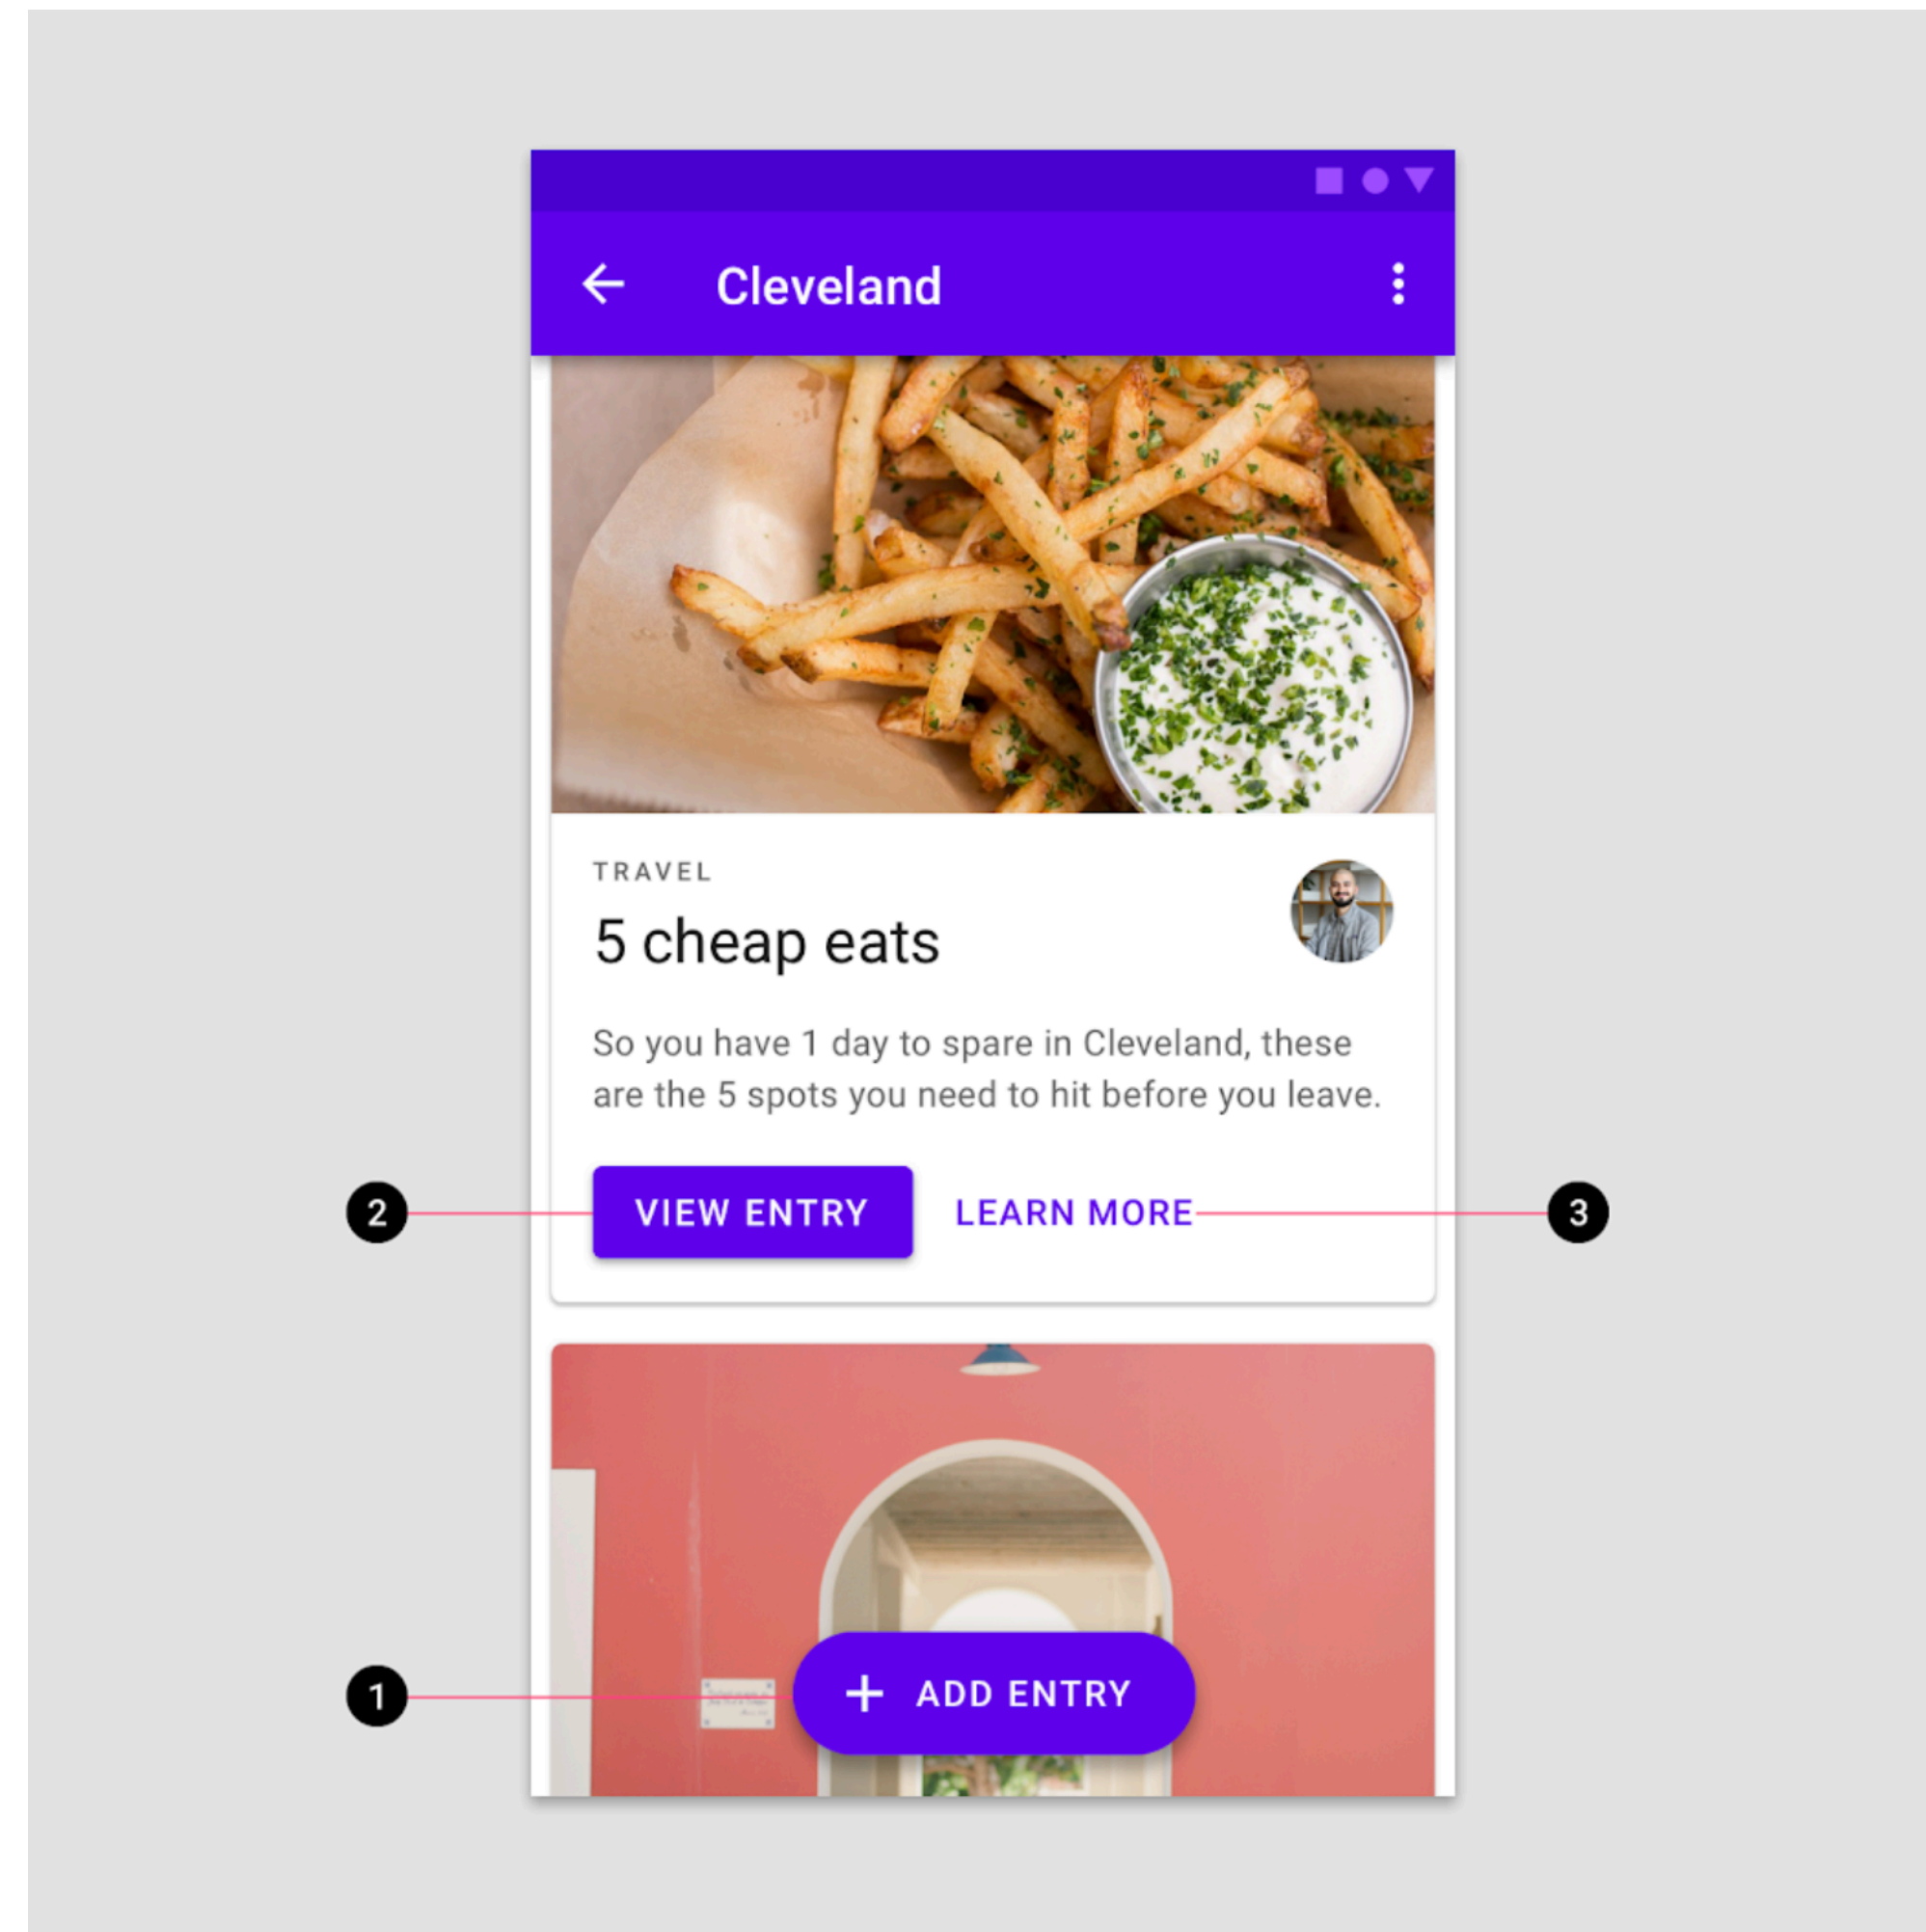 Cleveland
TRAVEL
5 cheap eats
So you have 1 day to spare in Cleveland, these
are the 5 spots you need to hit before you leave.
2 VIEW ENTRY LEARN MORE 3
1 + ADD ENTRY